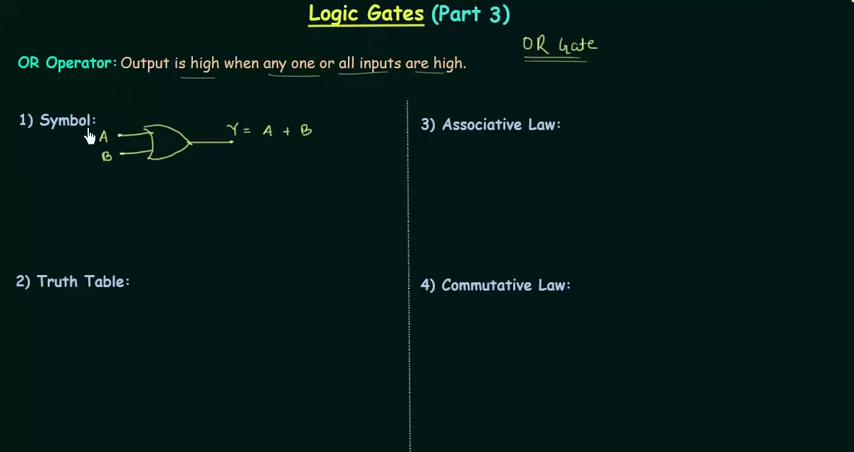 Logic Gates (Part 3)
OR Gate
OR Operator: Output is high when any one or all inputs are high.
1) Symbol:
A
B
Y = A + B
2) Truth Table:
3) Associative Law:
4) Commutative Law: